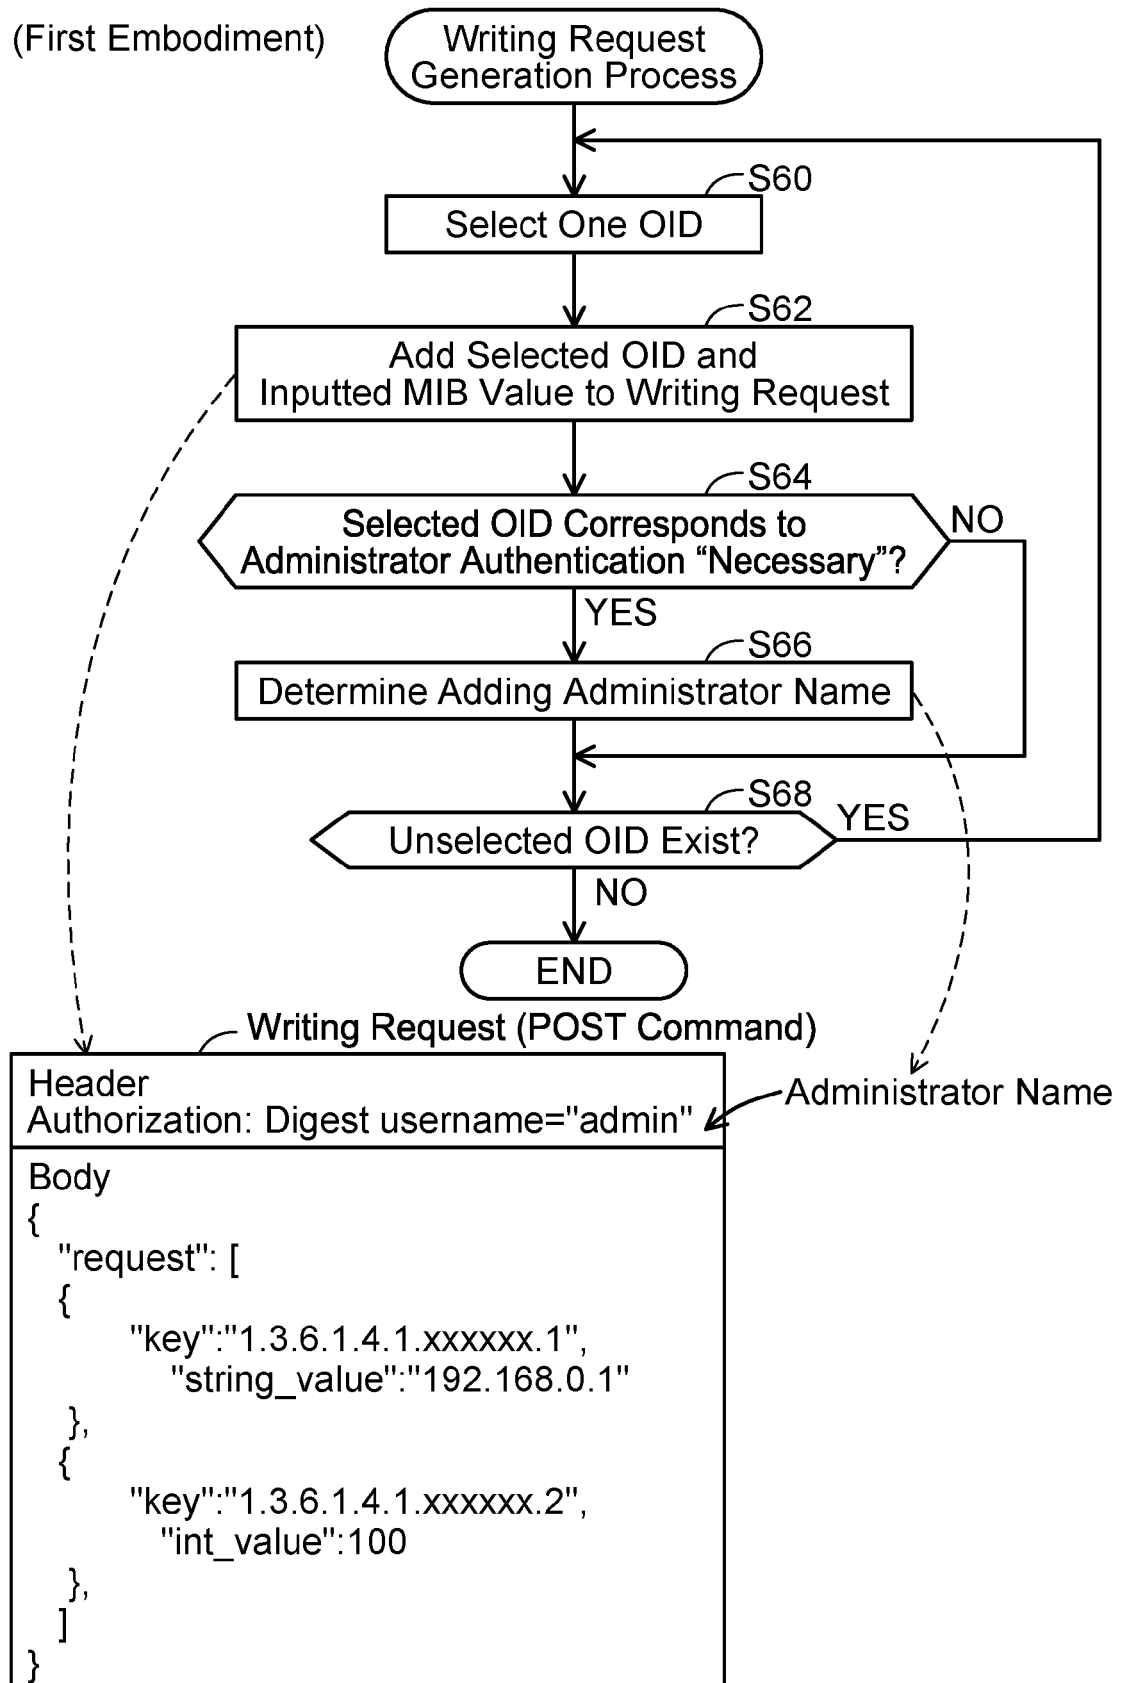 (First Embodiment)
Writing Request
Generation Process
S60
Select One OID
S62
Add Selected OID and
Inputted MIB Value to Writing Request
S64
Selected OID Corresponds to
Administrator Authentication “Necessary”?
NO
YES
S66
Determine Adding Administrator Name
S68
Unselected OID Exist?
YES
NO
END
Writing Request (POST Command)
Header
Authorization: Digest username="admin"
Administrator Name
Body
{
"request": [
{
"key":"1.3.6.1.4.1.xxxxxx.1",
"string_value":"192.168.0.1"
},
{
"key":"1.3.6.1.4.1.xxxxxx.2",
"int_value":100
},
]
}